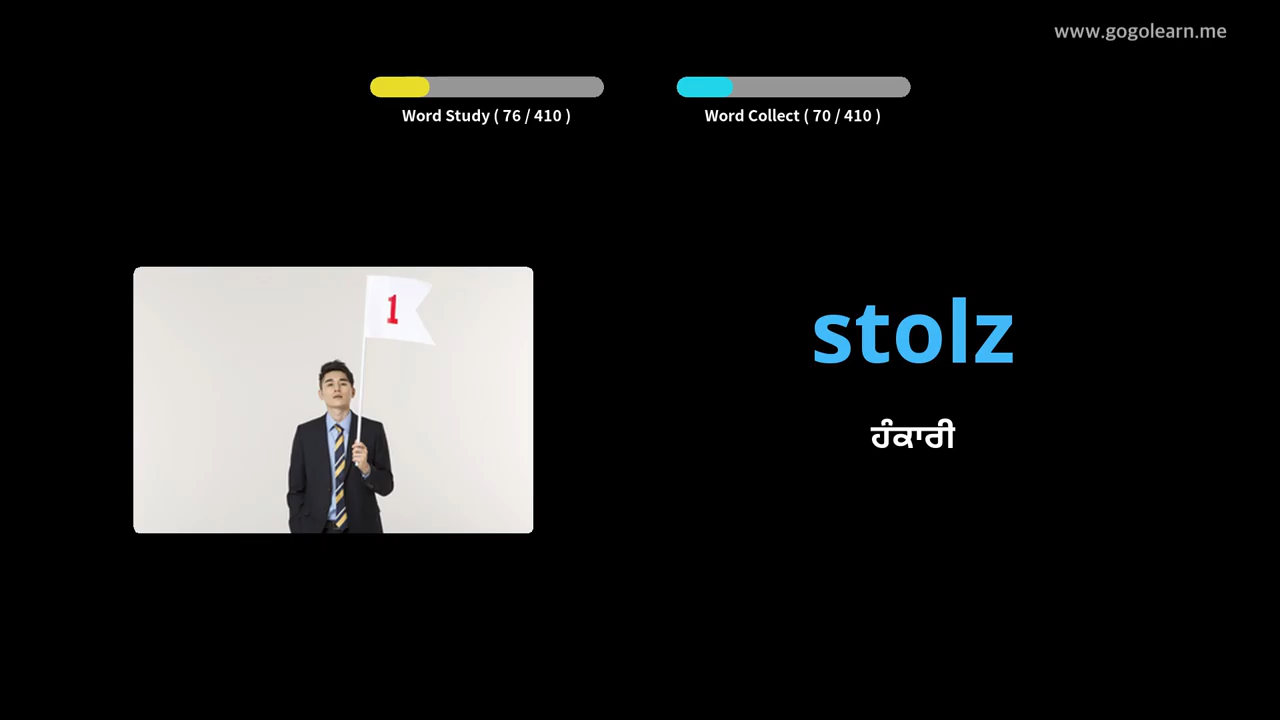 www.gogolearn.me
Word Study ( 76 / 410 )
Word Collect ( 70 / 410 )
1
stolz
ਹੰਕਾਰੀ